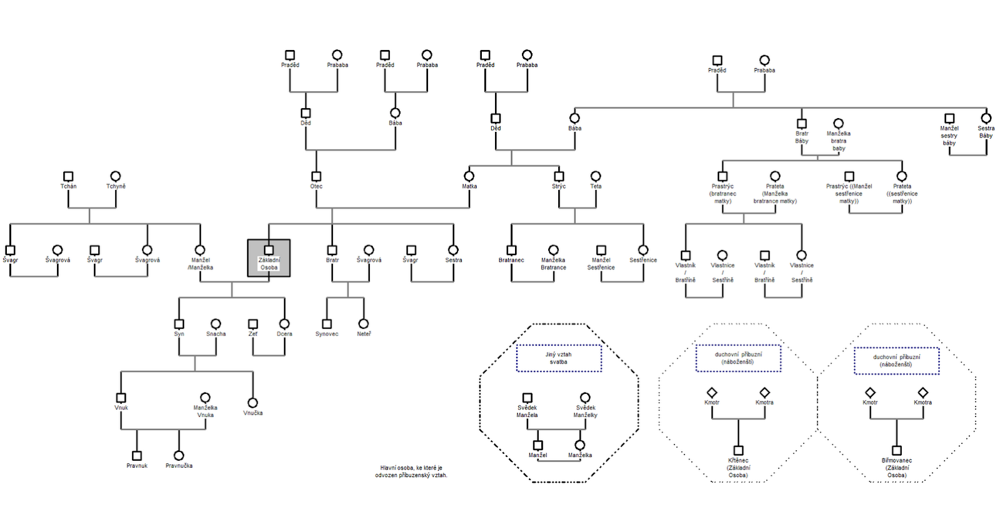 Praděd
Prababa
Praděd
Prababa
Praděd
Prababa
Praděd
Prababa
Děd
Bába
Děd
Bába
Bratr
Báby
Manželka
bratra
baby
Manžel
sestry
báby
Sestra
Báby
Tchán
Tchyně
Otec
Matka
Strýc
Teta
Prastrýc
(bratranec
matky)
Prateta
(Manželka
bratrance matky)
Prastrýc ((Manžel
sestřenice
matky))
Prateta
((sestřenice
matky))
Švagr
Švagrová
Švagr
Švagrová
Manžel
/Manželka
Základní
Osoba
Bratr
Švagrová
Švagr
Sestra
Bratranec
Manželka
Bratrance
Manžel
Sestřenice
Sestřenice
Vlastník
/
Bratříně
Vlastnice
/
Sestříně
Vlastník
/
Bratříně
Vlastnice
/
Sestříně
Syn
Snacha
Zeť
Dcera
Synovec
Neteř
Vnuk
Manželka
Vnuka
Vnučka
Pravnuk
Pravnučka
Hlavní osoba, ke které je
odvozen příbuzenský vztah.
Jiný vztah
svatba
Svědek
Manžela
Svědek
Manželky
Manžel
Manželka
duchovní příbuzní
(náboženští)
Kmotr
Kmotra
Křtěnec
(Základní
Osoba)
duchovní příbuzní
(náboženští)
Kmotr
Kmotra
Biřmovanec
(Základní
Osoba)